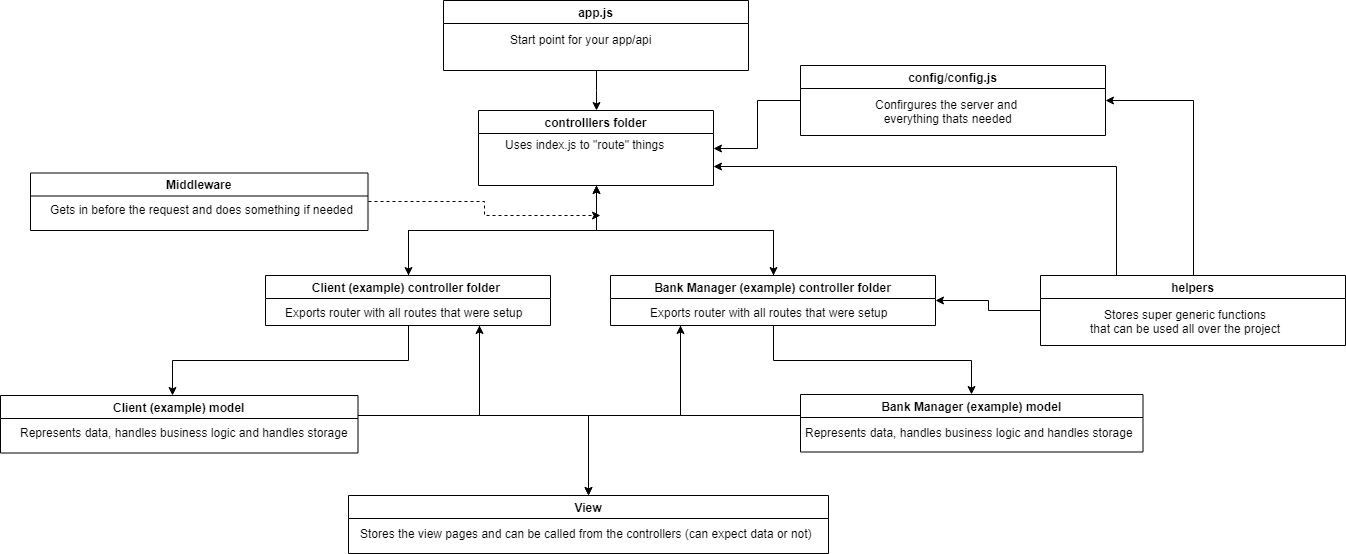 app.js
Start point for your app/api
config/config.js
Confirgures the server and
everything thats needed
controlllers folder
Uses index.js to "route" things
Middleware
Gets in before the request and does something if needed
Client (example) controller folder
Exports router with all routes that were setup
Bank Manager (example) controller folder
Exports router with all routes that were setup
helpers
Stores super generic functions
that can be used all over the project
Client (example) model
Represents data, handles business logic and handles storage
Bank Manager (example) model
Represents data, handles business logic and handles storage
View
Stores the view pages and can be called from the controllers (can expect data or not)